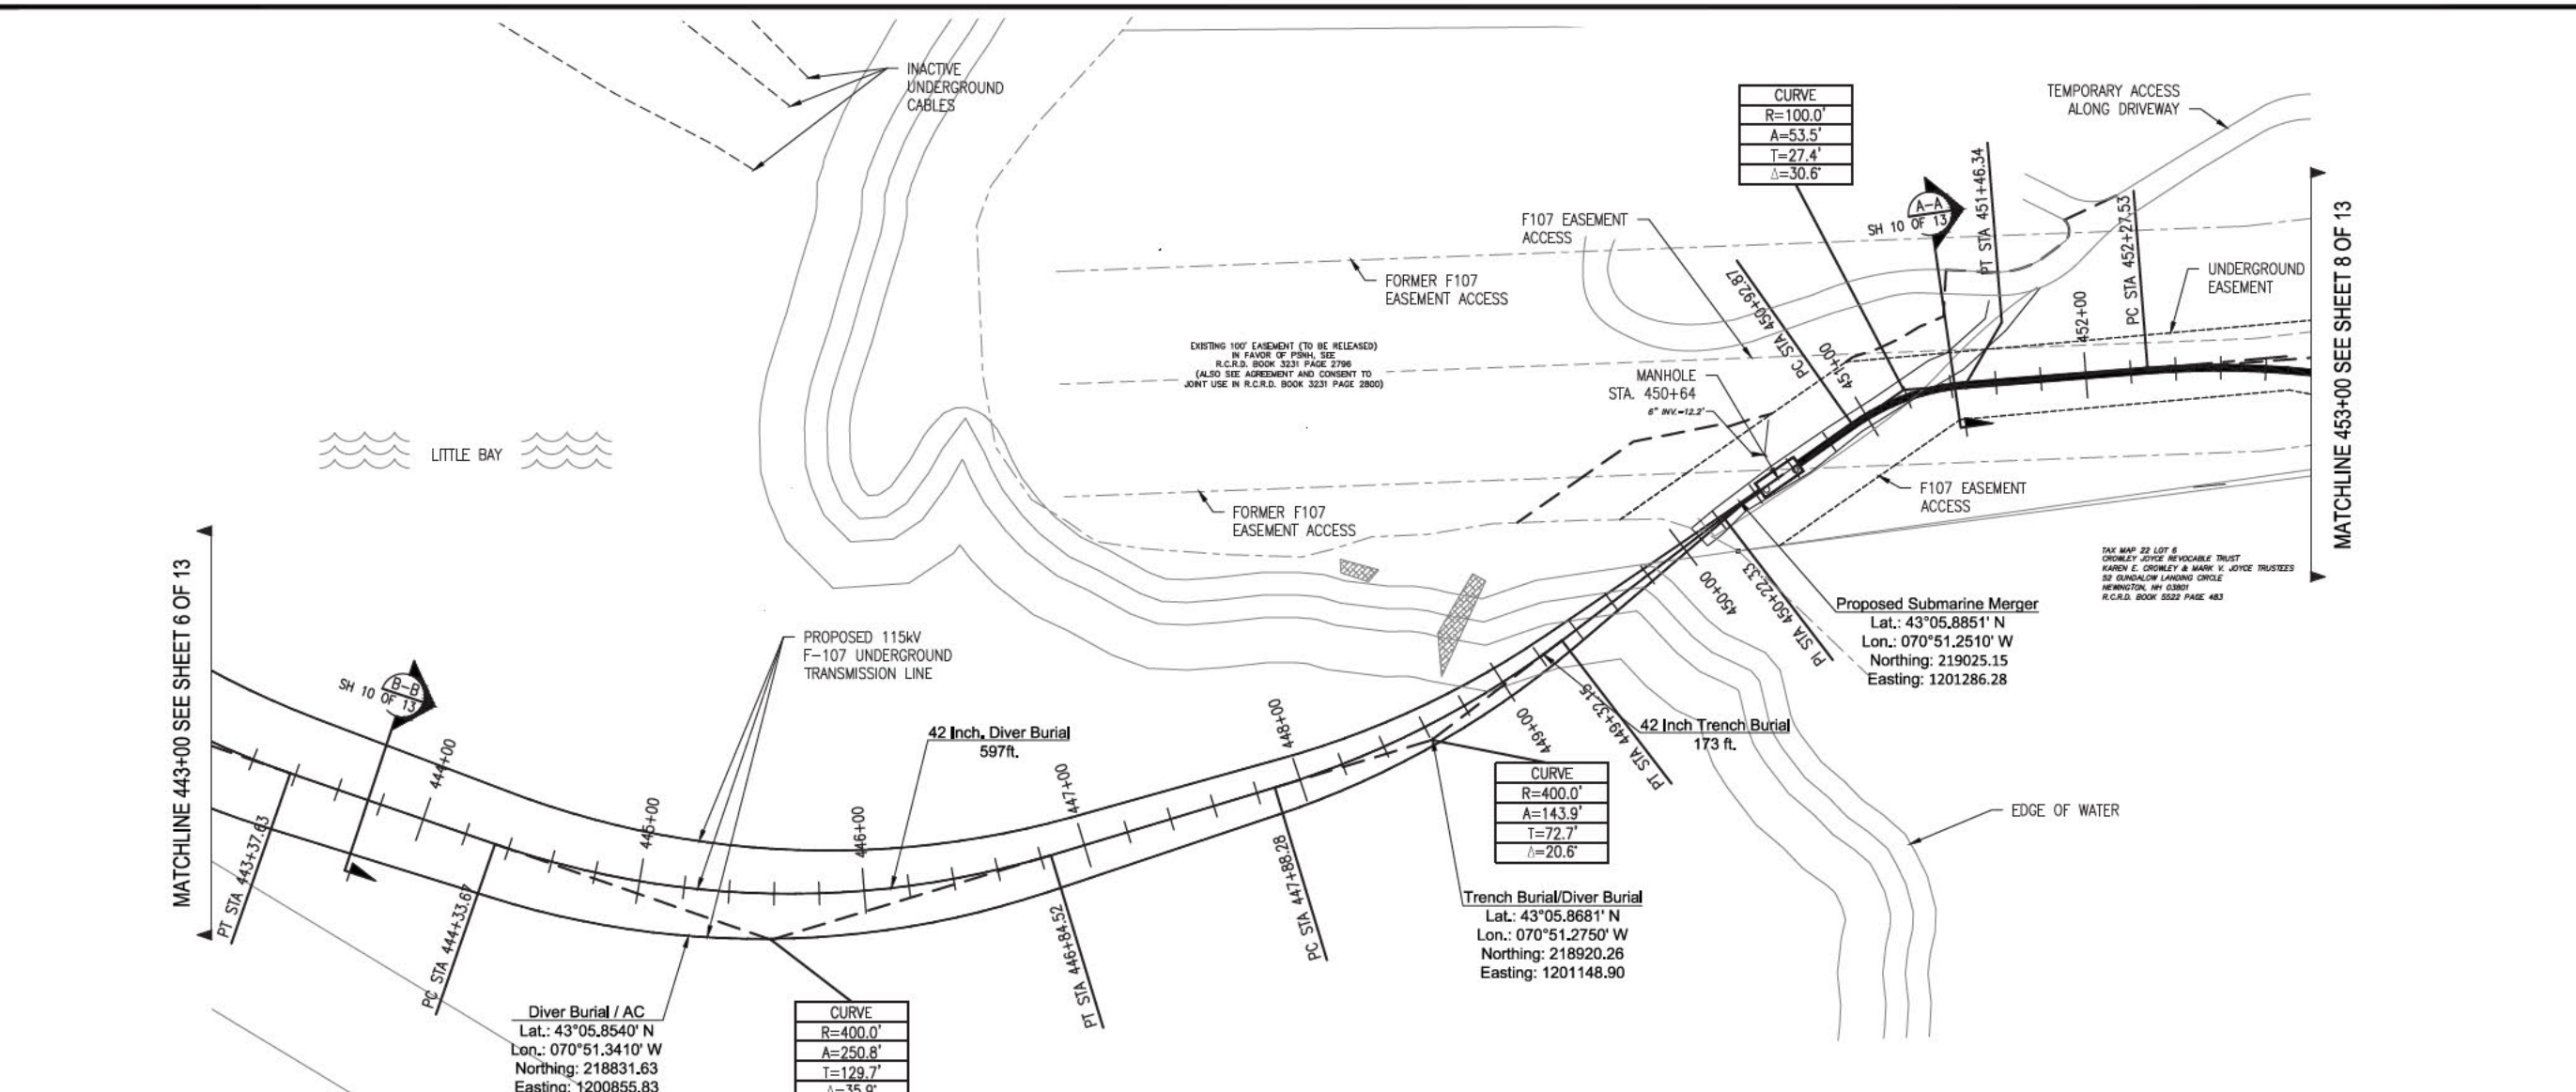 INACTIVE
UNDERGROUND
CABLES
CURVE
R=100.0'
A=53.5'
T=27.4'
Δ=30.6°
TEMPORARY ACCESS
ALONG DRIVEWAY
A-A
SH 10 OF 13
PT STA 451+46.34
PC STA 452+27.53
F107 EASEMENT
ACCESS
FORMER F107
EASEMENT ACCESS
UNDERGROUND
EASEMENT
MATCHLINE 453+00 SEE SHEET 8 OF 13
PC STA 450+92.87
451+00
452+00
EXISTING 100' EASEMENT (TO BE RELEASED)
IN FAVOR OF PSNH, SEE
R.C.R.D. BOOK 3231 PAGE 2796
(ALSO SEE AGREEMENT AND CONSENT TO
JOINT USE IN R.C.R.D. BOOK 3231 PAGE 2800)
MANHOLE
STA. 450+64
6" INV.=12.2'
LITTLE BAY
FORMER F107
EASEMENT ACCESS
F107 EASEMENT
ACCESS
TAX MAP 22 LOT 6
CROWLEY JOYCE REVOCABLE TRUST
KAREN E. CROWLEY & MARK V. JOYCE TRUSTEES
52 GUNDALOW LANDING CIRCLE
NEWINGTON, NH 03801
R.C.R.D. BOOK 5522 PAGE 483
450+00
PI STA 450+22.33
Proposed Submarine Merger
Lat.: 43°05.8851' N
Lon.: 070°51.2510' W
Northing: 219025.15
Easting: 1201286.28
MATCHLINE 443+00 SEE SHEET 6 OF 13
PROPOSED 115kV
F-107 UNDERGROUND
TRANSMISSION LINE
B-B
SH 10 OF 13
42 Inch, Diver Burial
597ft.
444+00
445+00
446+00
447+00
448+00
449+00
PT STA 449+32.15
42 Inch Trench Burial
173 ft.
CURVE
R=400.0'
A=143.9'
T=72.7'
Δ=20.6°
EDGE OF WATER
PT STA 443+37.63
PC STA 444+33.67
PT STA 446+84.52
PC STA 447+88.28
Trench Burial/Diver Burial
Lat.: 43°05.8681' N
Lon.: 070°51.2750' W
Northing: 218920.26
Easting: 1201148.90
Diver Burial / AC
Lat.: 43°05.8540' N
Lon.: 070°51.3410' W
Northing: 218831.63
Easting: 1200855.83
CURVE
R=400.0'
A=250.8'
T=129.7'
Δ=35.9°